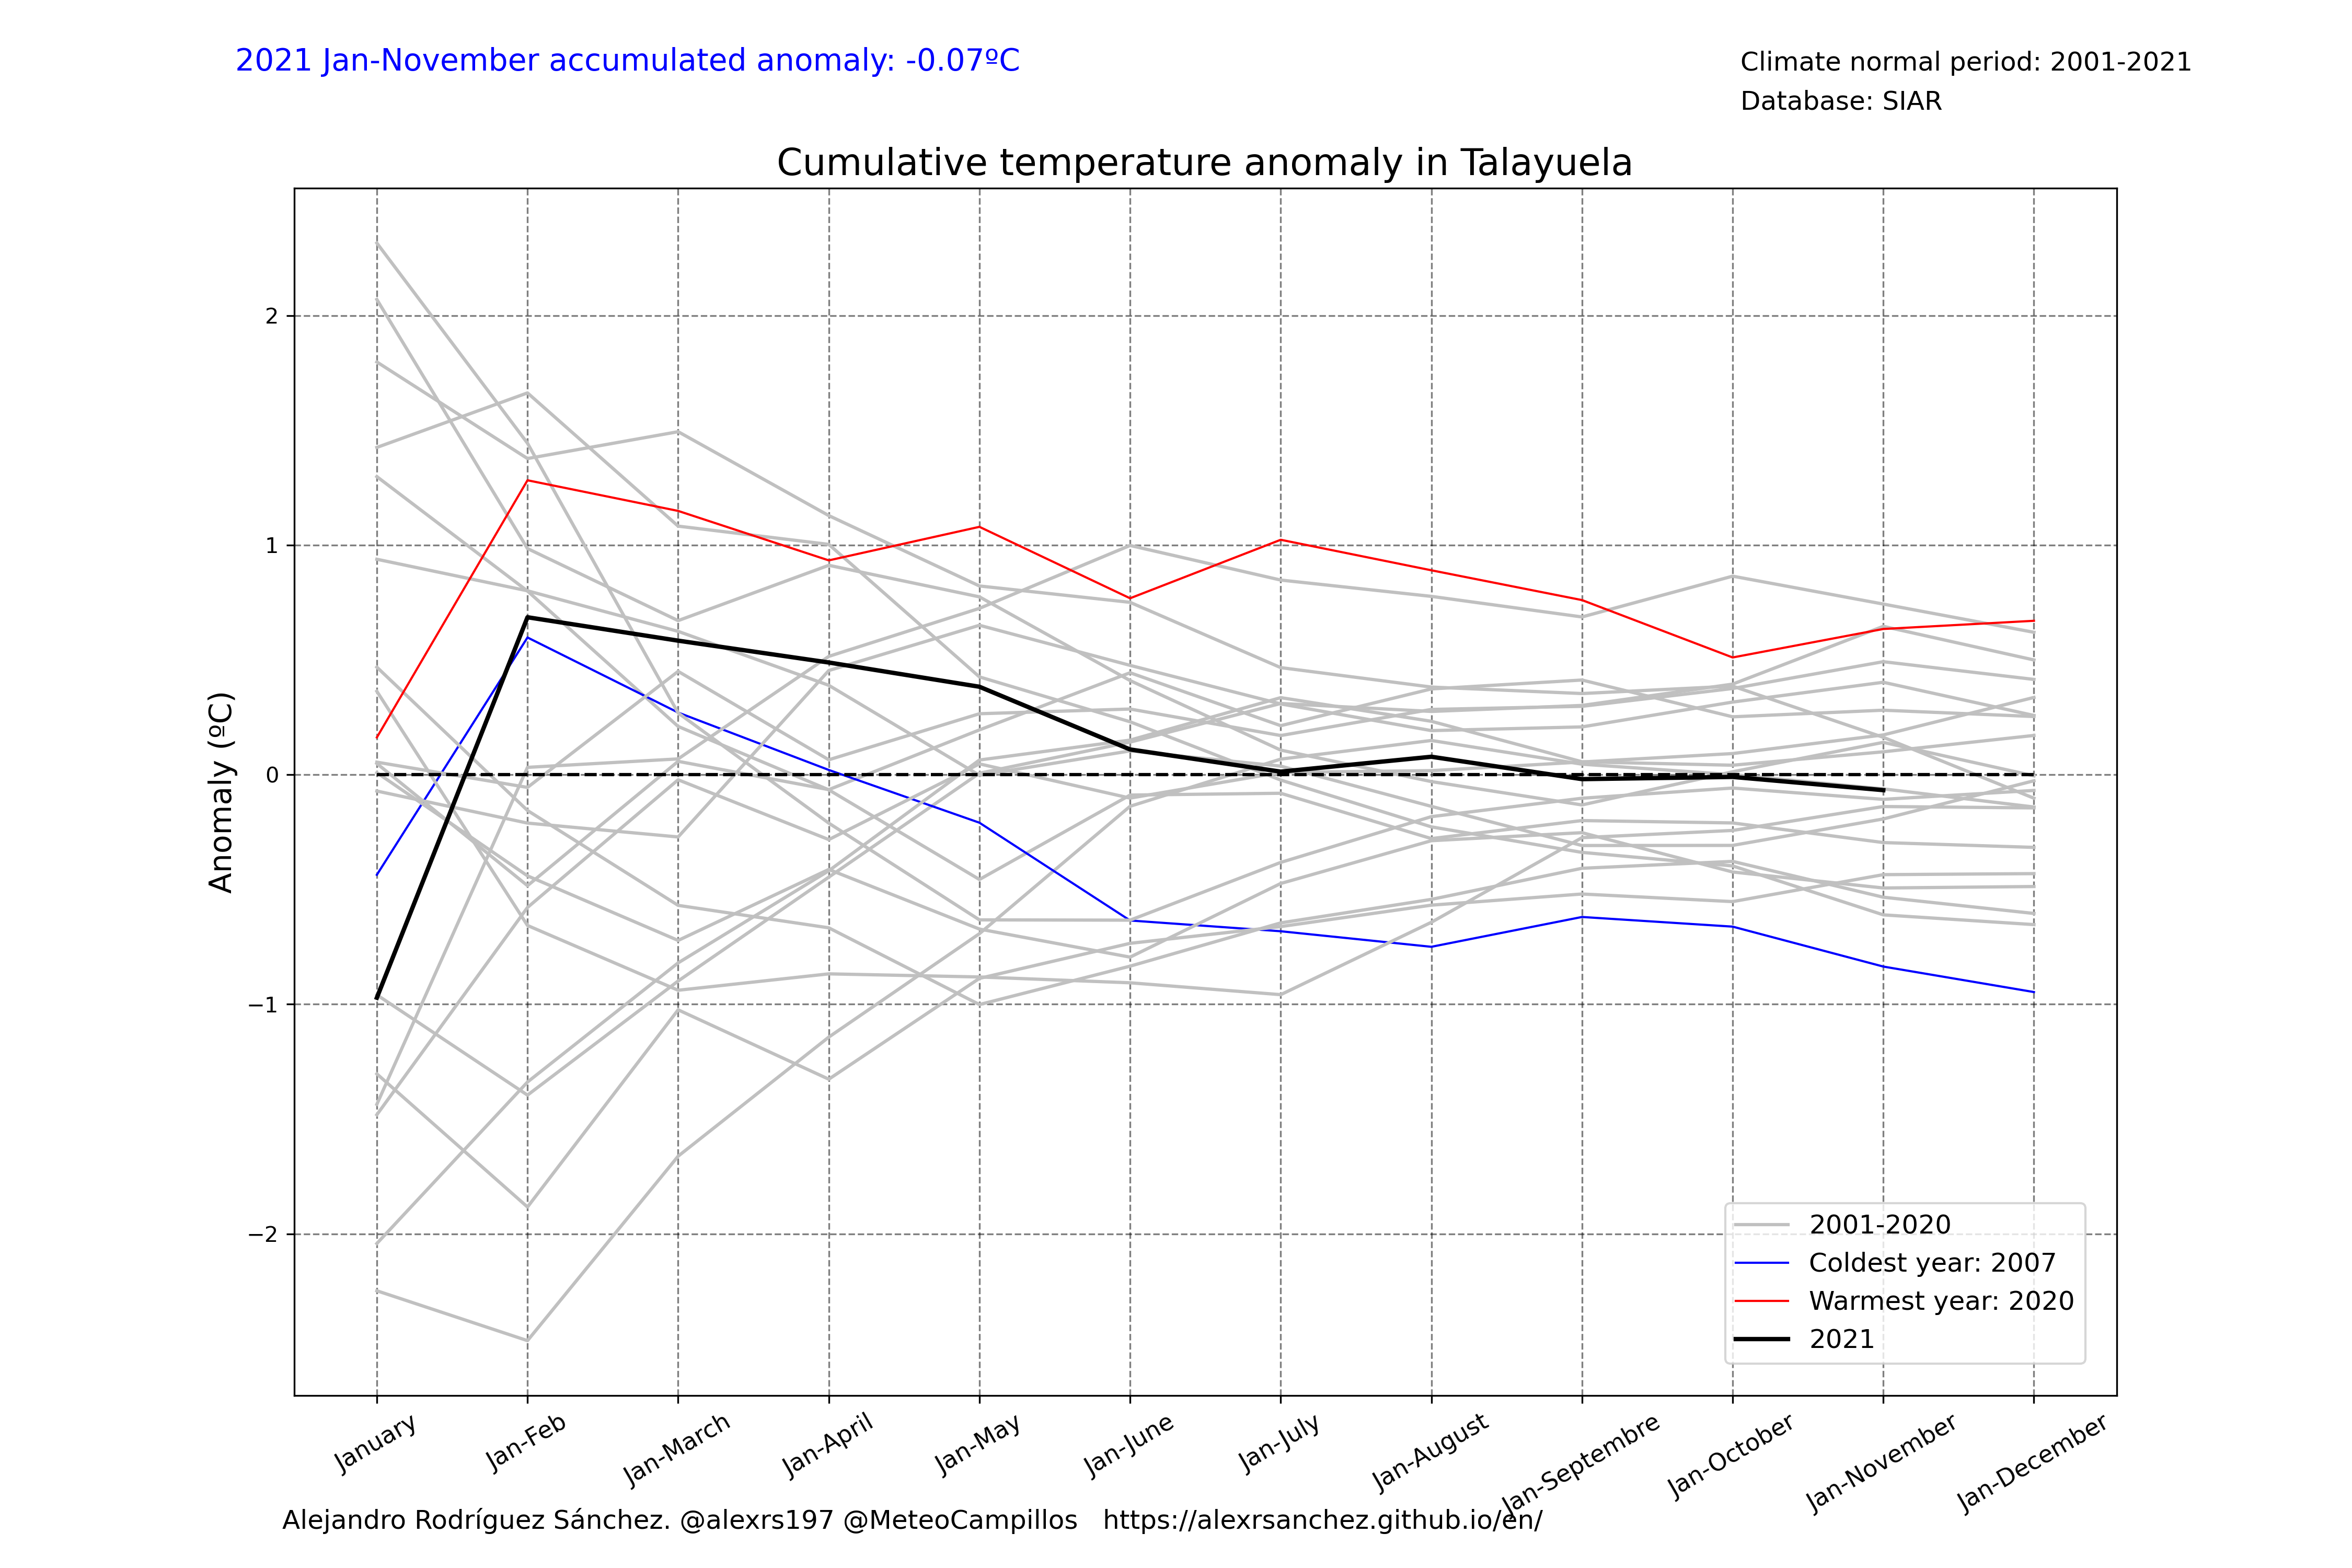 2021 Jan-November accumulated anomaly: -0.07ºC
Climate normal period: 2001-2021
Database: SIAR
Cumulative temperature anomaly in Talayuela
Anomaly (ºC)
2
1
0
−1
−2
2001-2020
Coldest year: 2007
Warmest year: 2020
2021
January
Jan-Feb
Jan-March
Jan-April
Jan-May
Jan-June
Jan-July
Jan-August
Jan-Septembre
Jan-October
Jan-November
Jan-December
Alejandro Rodríguez Sánchez. @alexrs197 @MeteoCampillos   https://alexrsanchez.github.io/en/